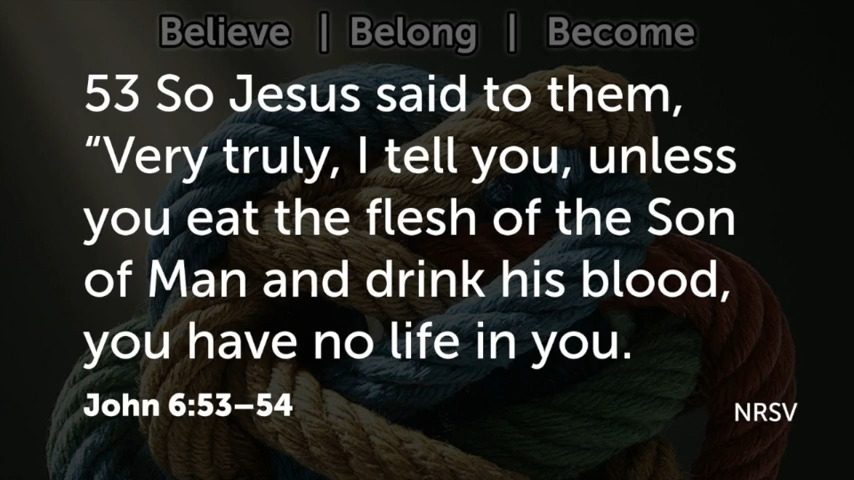 Believe | Belong | Become
53 So Jesus said to them,
“Very truly, I tell you, unless
you eat the flesh of the Son
of Man and drink his blood,
you have no life in you.
John 6:53–54
NRSV